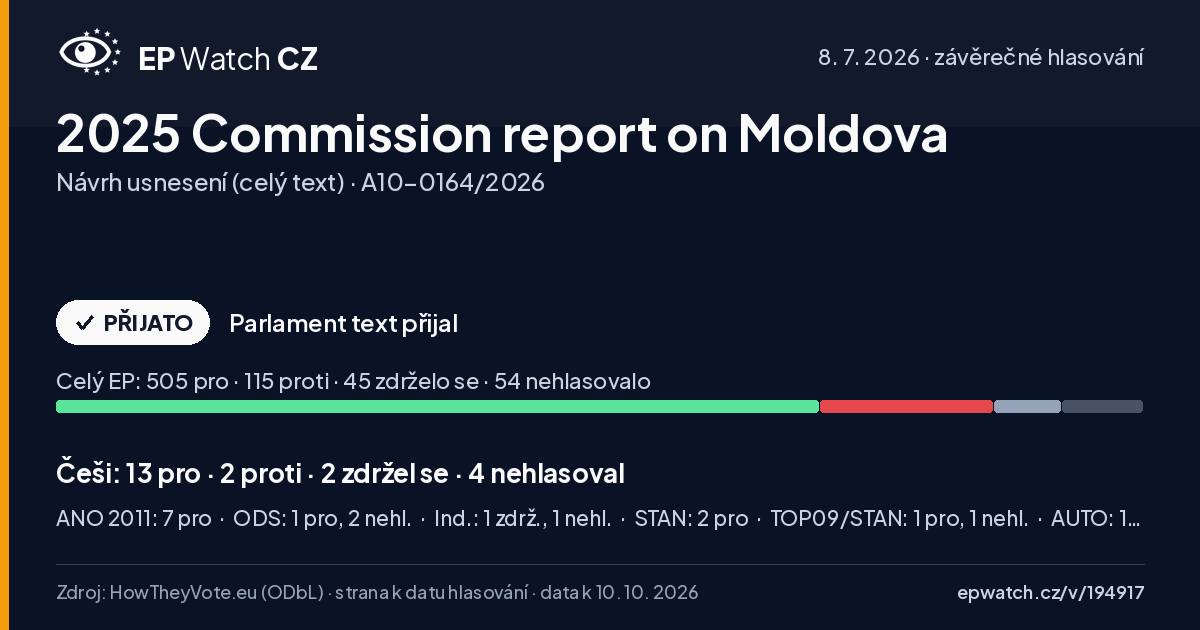 EP Watch CZ
8. 7. 2026 · závěrečné hlasování
2025 Commission report on Moldova
Návrh usnesení (celý text) · A10–0164/2026
✓ PŘIJATO
Parlament text přijal
Celý EP: 505 pro · 115 proti · 45 zdrželo se · 54 nehlasovalo
Češi: 13 pro · 2 proti · 2 zdržel se · 4 nehlasoval
ANO 2011: 7 pro · ODS: 1 pro, 2 nehl. · Ind.: 1 zdrž., 1 nehl. · STAN: 2 pro · TOP09/STAN: 1 pro, 1 nehl. · AUTO: 1…
Zdroj: HowTheyVote.eu (ODbL) · strana k datu hlasování · data k 10. 10. 2026
epwatch.cz/v/194917